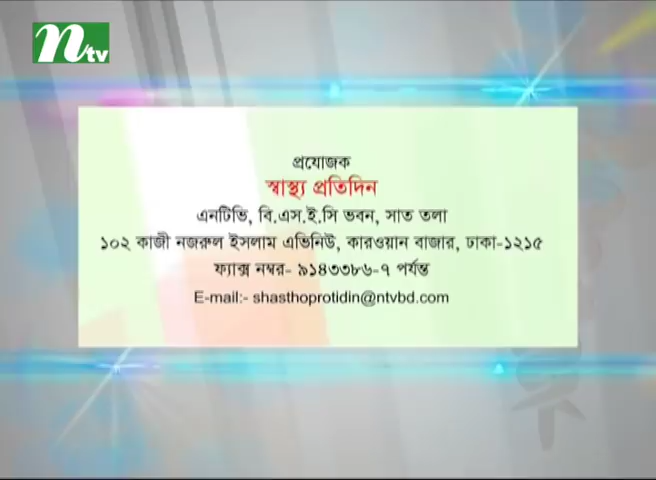 ntv
প্রযোজক
স্বাস্থ্য প্রতিদিন
এনটিভি, বি.এস.ই.সি ভবন, সাত তলা
১০২ কাজী নজরুল ইসলাম এভিনিউ, কারওয়ান বাজার, ঢাকা-১২১৫
ফ্যাক্স নম্বর- ৯১৪৩৩৮৬-৭ পর্যন্ত
E-mail:- shasthoprotidin@ntvbd.com